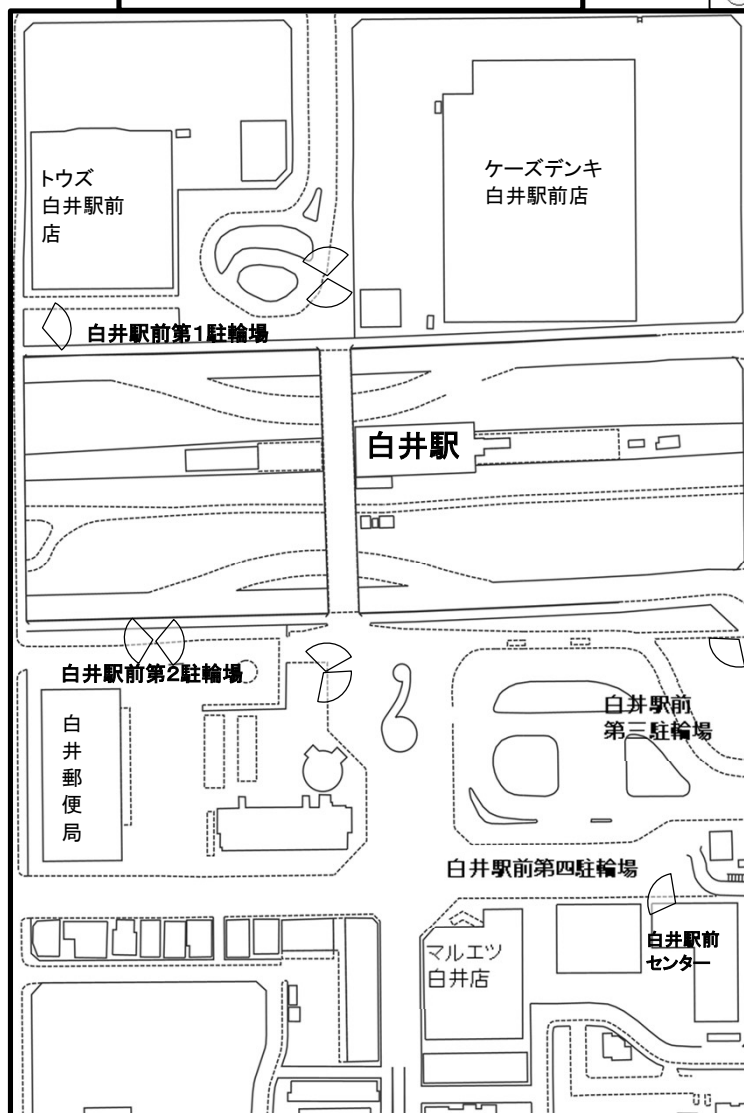 トウズ
白井駅前
店
ケーズデンキ
白井駅前店
白井駅前第1駐輪場
白井駅
白井駅前第2駐輪場
白井郵便局
白井駅前
第三駐輪場
白井駅前第四駐輪場
マルエツ
白井店
白井駅前
センター